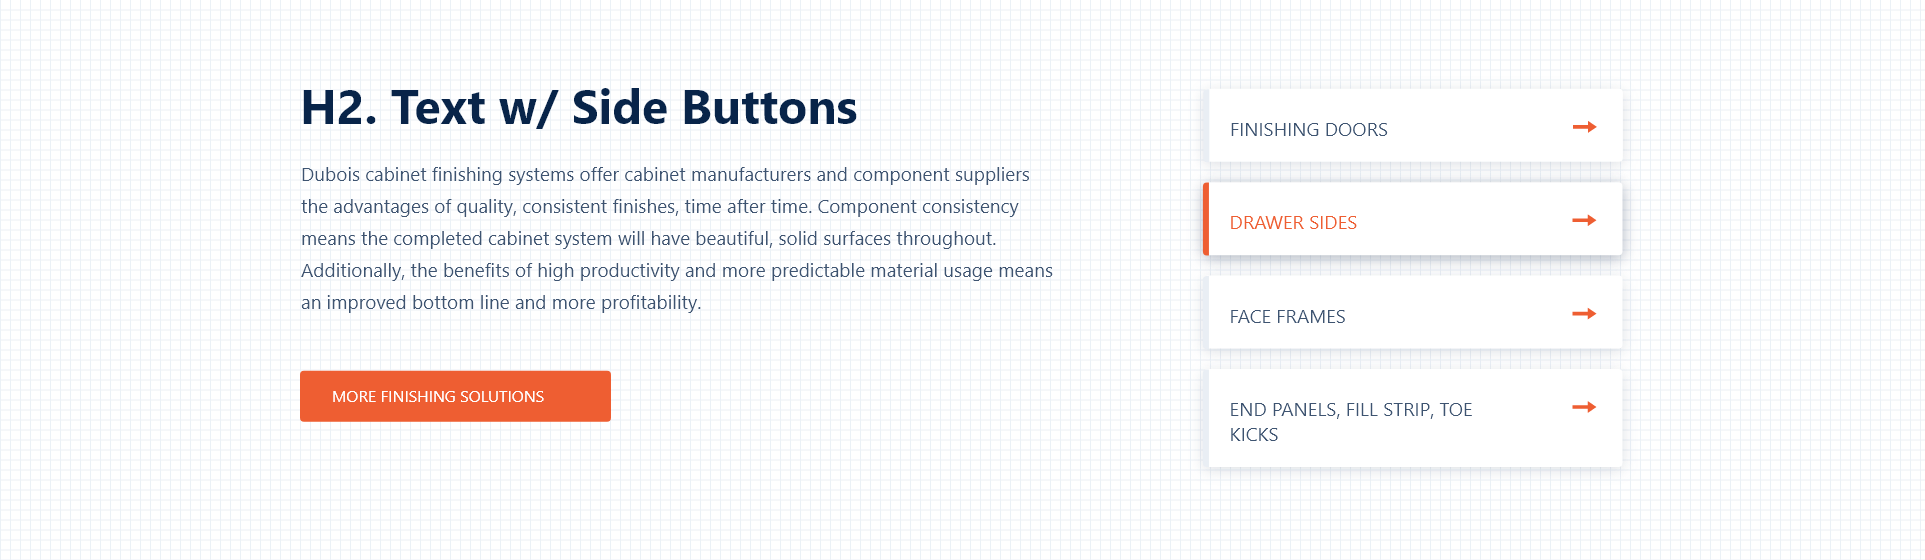 H2. Text w/ Side Buttons
Dubois cabinet finishing systems offer cabinet manufacturers and component suppliers
the advantages of quality, consistent finishes, time after time. Component consistency
means the completed cabinet system will have beautiful, solid surfaces throughout.
Additionally, the benefits of high productivity and more predictable material usage means
an improved bottom line and more profitability.
MORE FINISHING SOLUTIONS
FINISHING DOORS
DRAWER SIDES
FACE FRAMES
END PANELS, FILL STRIP, TOE
KICKS